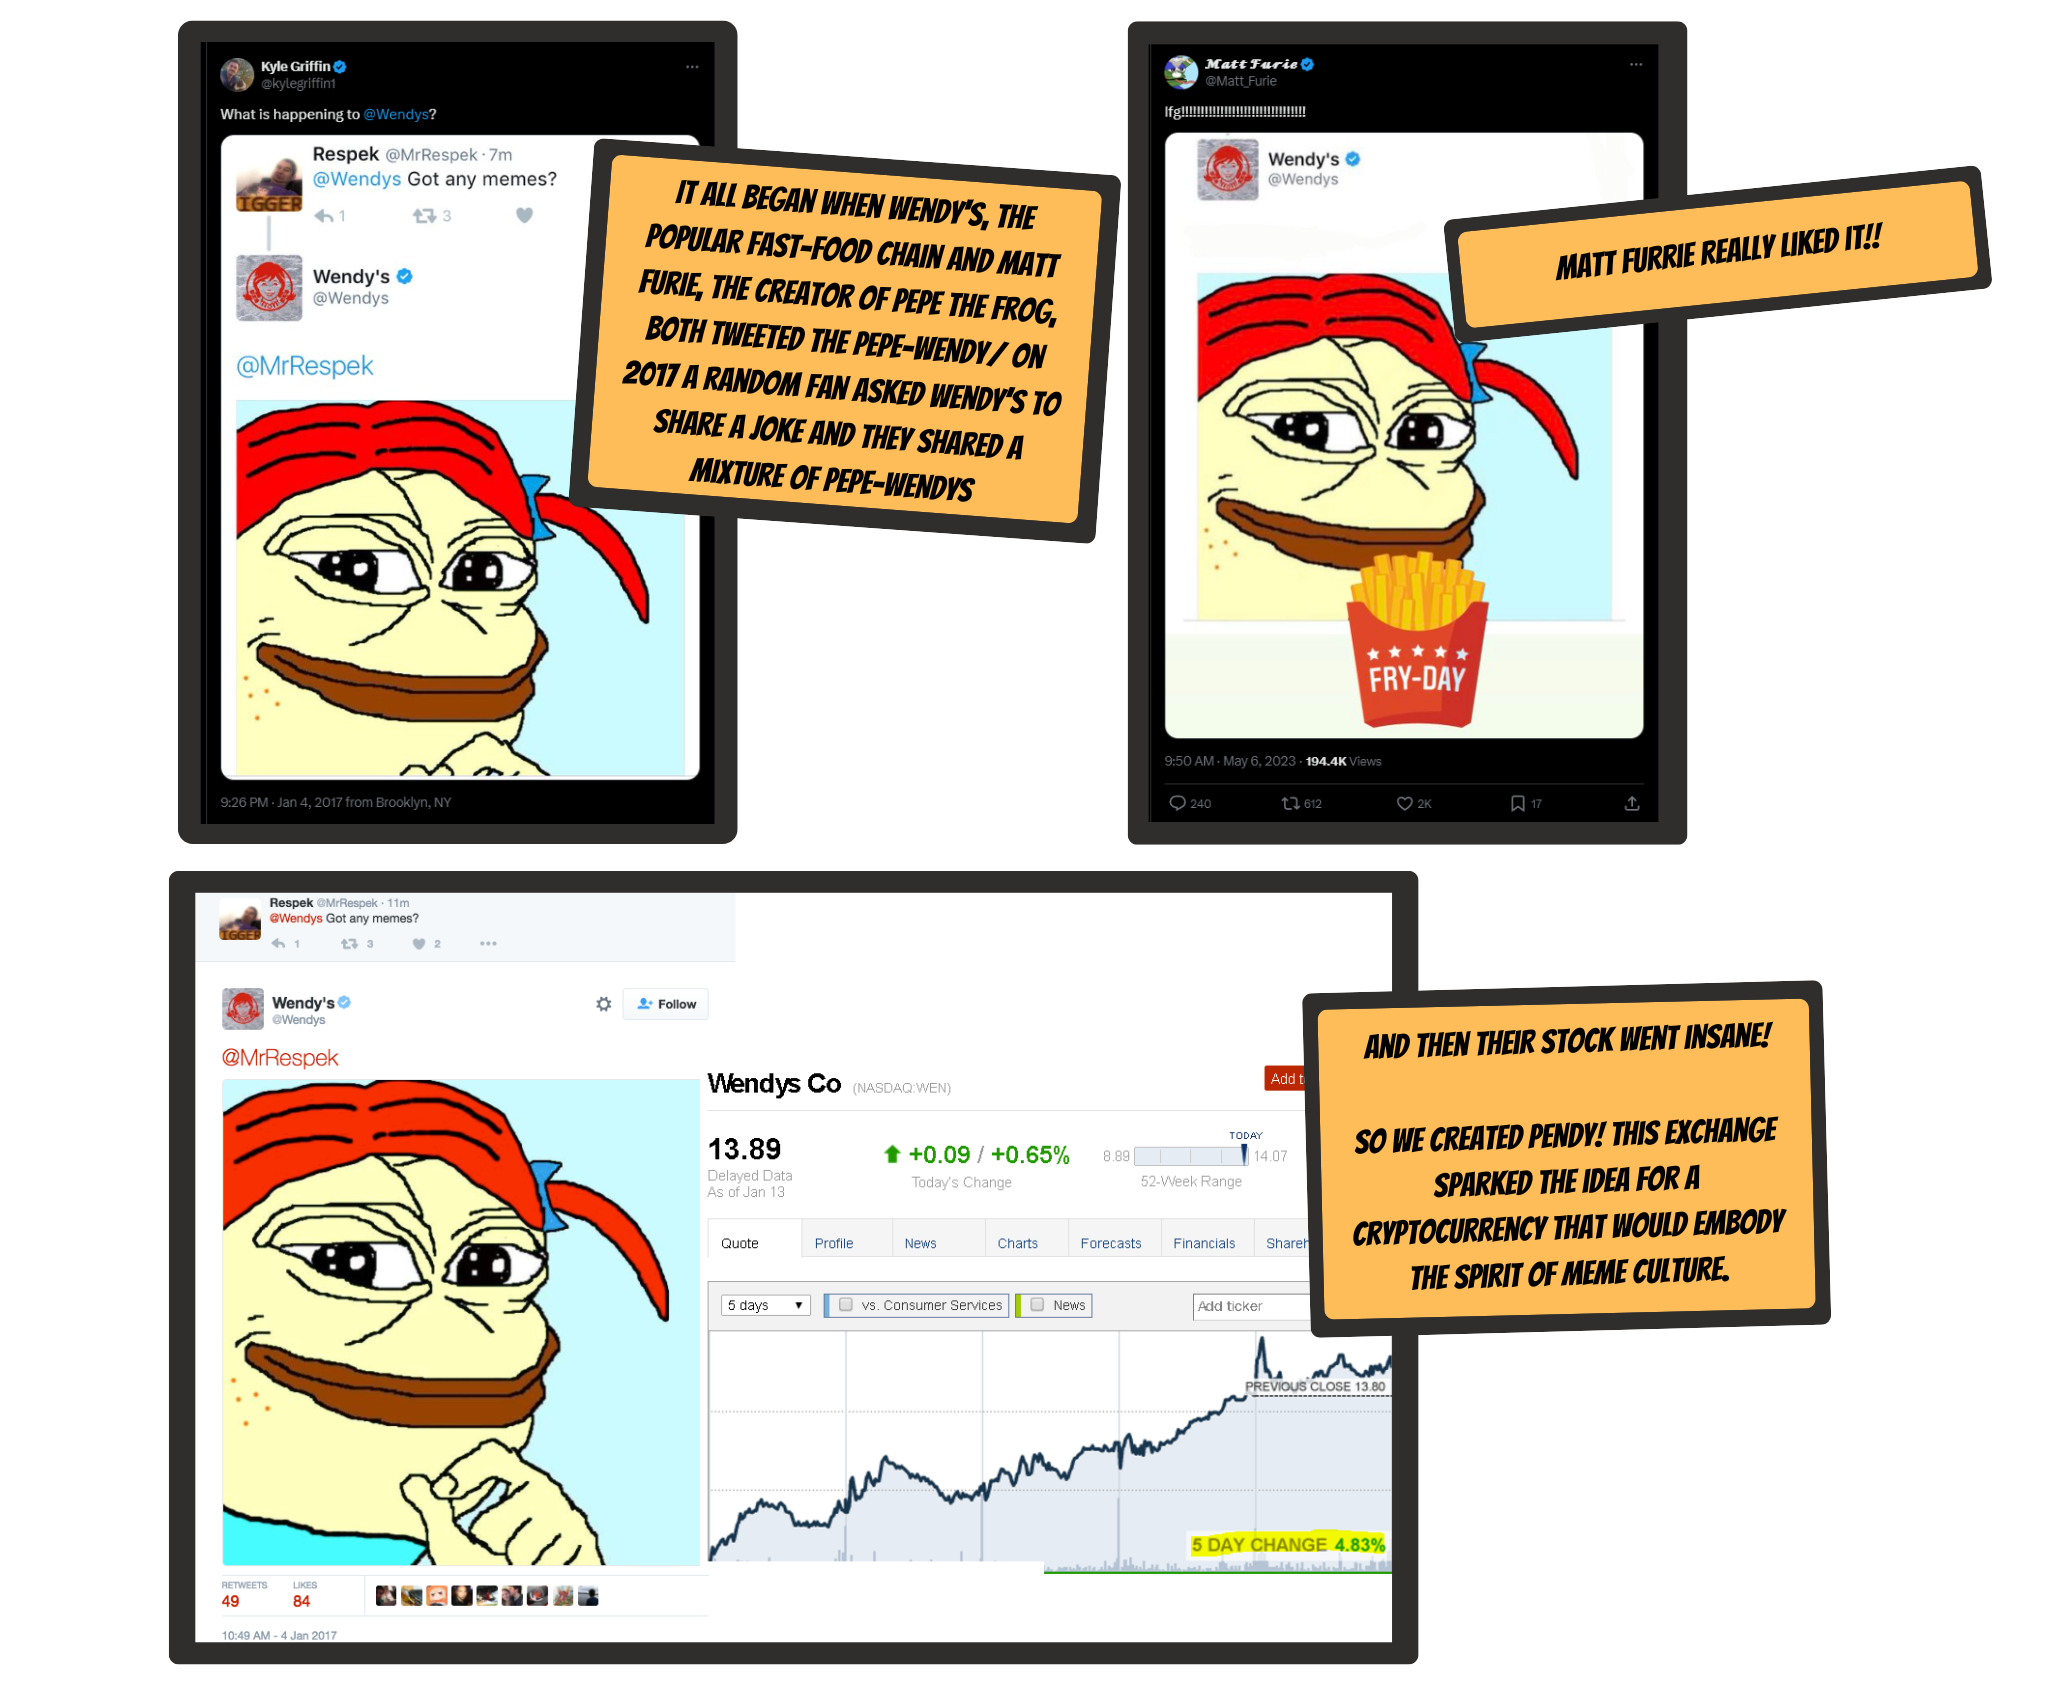 Kyle Griffin
@kylegriffin1
What is happening to @Wendys?
Respek @MrRespek · 7m
@Wendys Got any memes?
IGGER
1 3
Wendy's
@Wendys
@MrRespek
9:26 PM · Jan 4, 2017 from Brooklyn, NY
IT ALL BEGAN WHEN WENDY'S, THE
POPULAR FAST-FOOD CHAIN AND MATT
FURIE, THE CREATOR OF PEPE THE FROG,
BOTH TWEETED THE PEPE-WENDY/ ON
2017 A RANDOM FAN ASKED WENDY'S TO
SHARE A JOKE AND THEY SHARED A
MIXTURE OF PEPE-WENDYS
Matt Furie
@Matt_Furie
lfg!!!!!!!!!!!!!!!!!!!!!!!!!!!!!!!!
Wendy's
@Wendys
FRY-DAY
9:50 AM · May 6, 2023 · 194.4K Views
240 612 2K 17
MATT FURRIE REALLY LIKED IT!!
Respek @MrRespek · 11m
@Wendys Got any memes?
IGGER
1 3 2
Wendy's
@Wendys
Follow
@MrRespek
RETWEETS LIKES
49 84
10:49 AM - 4 Jan 2017
Wendys Co (NASDAQ:WEN)
Add t
13.89
Delayed Data
As of Jan 13
+0.09 / +0.65%
Today's Change
TODAY
8.89 14.07
52-Week Range
Quote Profile News Charts Forecasts Financials Shareh
5 days vs. Consumer Services News Add ticker
PREVIOUS CLOSE 13.80
5 DAY CHANGE 4.83%
AND THEN THEIR STOCK WENT INSANE!
SO WE CREATED PENDY! THIS EXCHANGE
SPARKED THE IDEA FOR A
CRYPTOCURRENCY THAT WOULD EMBODY
THE SPIRIT OF MEME CULTURE.